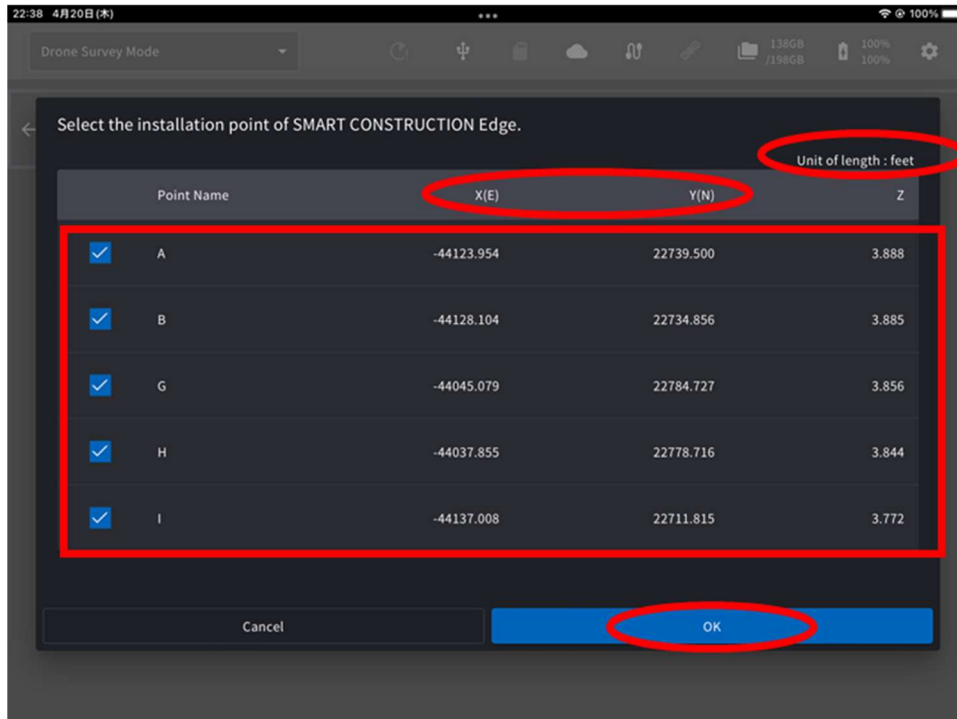 22:38 4月20日(木) 100%
Drone Survey Mode 138GB /198GB 100% 100%
Select the installation point of SMART CONSTRUCTION Edge.
Unit of length : feet
Point Name X(E) Y(N) Z
A -44123.954 22739.500 3.888
B -44128.104 22734.856 3.885
G -44045.079 22784.727 3.856
H -44037.855 22778.716 3.844
I -44137.008 22711.815 3.772
Cancel OK